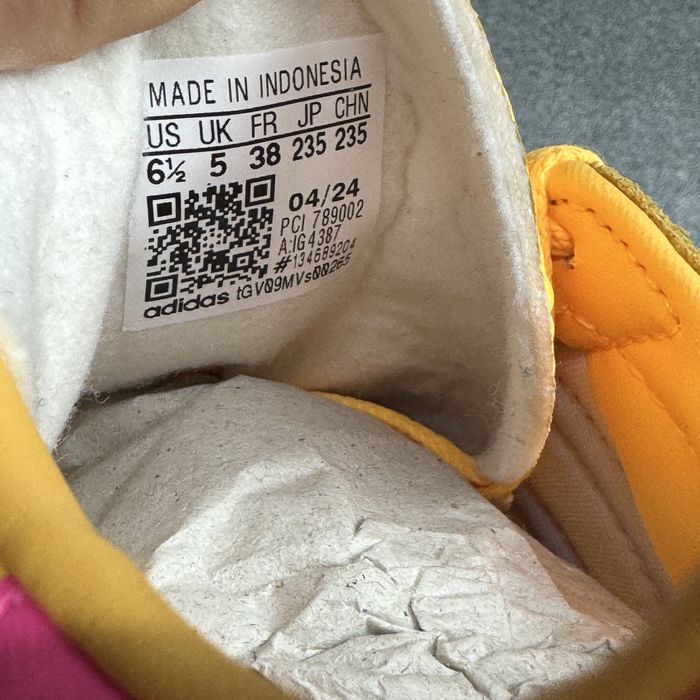 MADE IN INDONESIA
US UK FR JP CHN
6½ 5 38 235 235
04/24
PCI 789002
A:IG4387
#134689204
adidas tGV09MVs00265